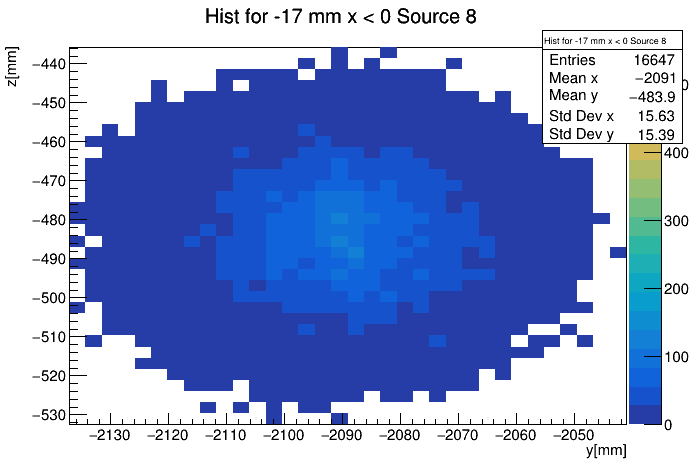 Hist for -17 mm x < 0 Source 8
z[mm]
Hist for -17 mm x < 0 Source 8
Entries 16647
Mean x −2091
Mean y −483.9
Std Dev x 15.63
Std Dev y 15.39
−440
−450
−460
−470
−480
−490
−500
−510
−520
−530
0
400
300
200
100
0
−2130 −2120 −2110 −2100 −2090 −2080 −2070 −2060 −2050
y[mm]